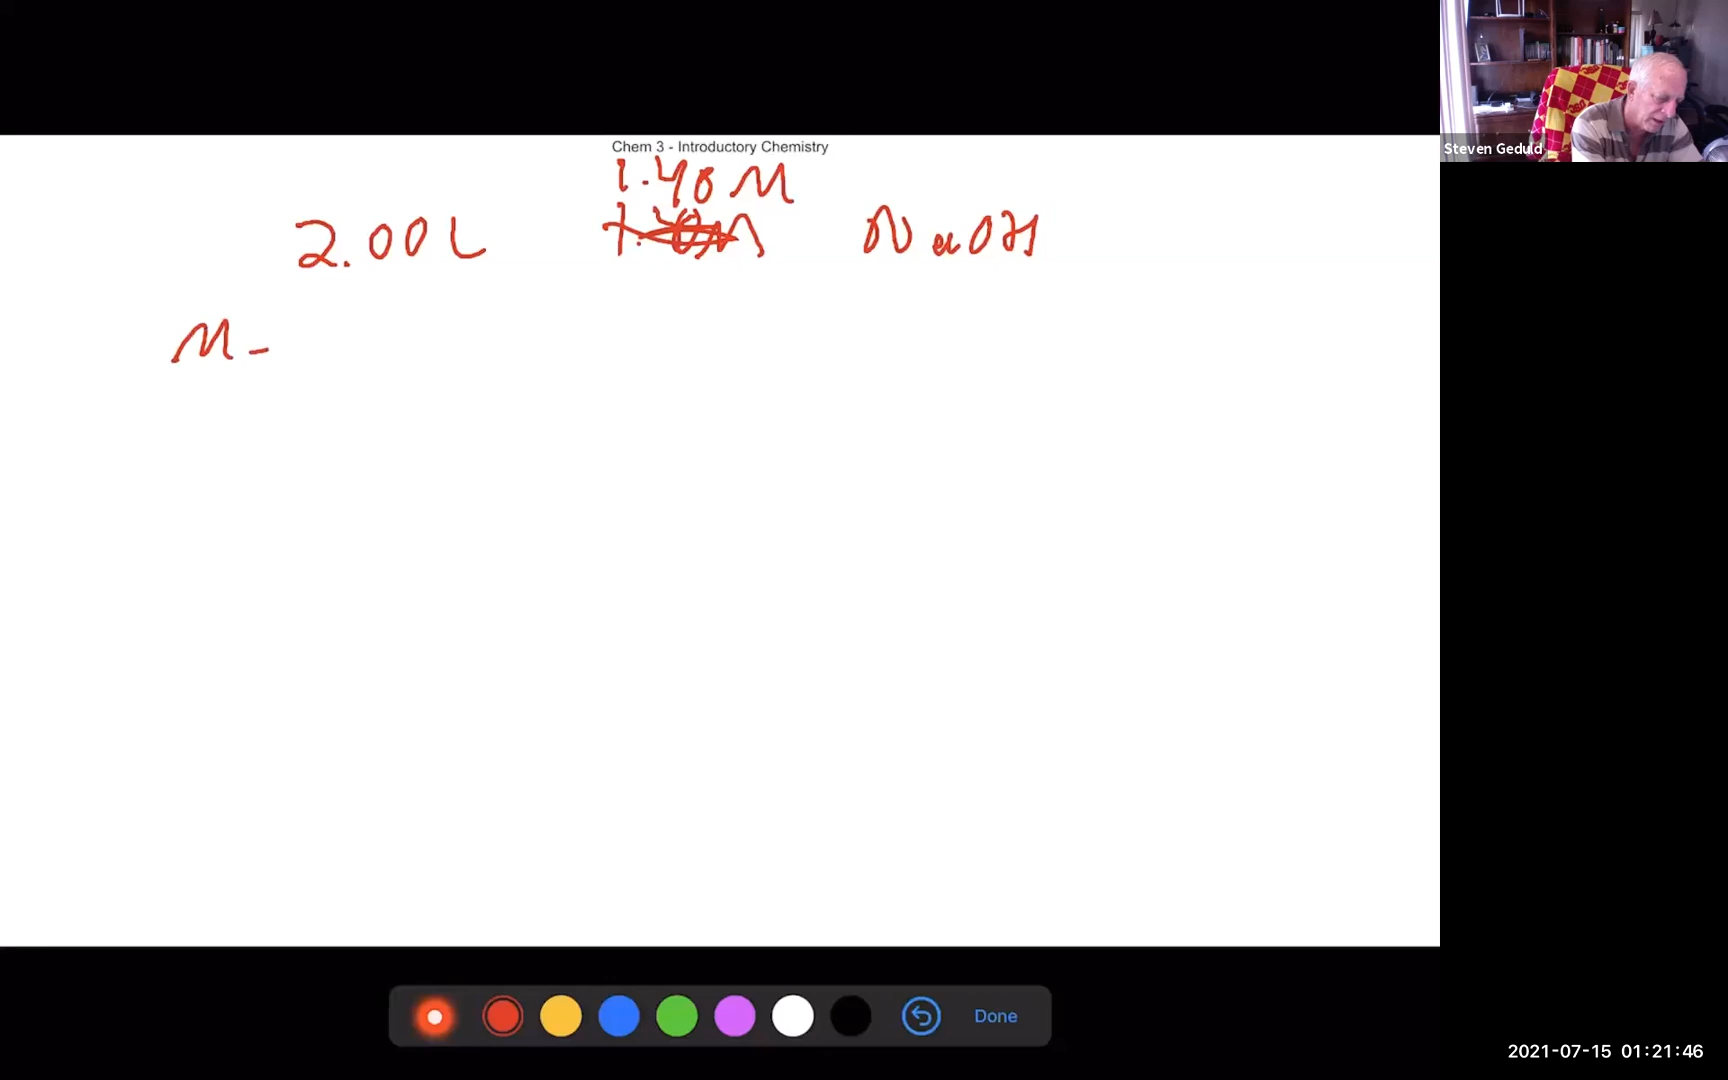 Chem 3 - Introductory Chemistry
1.40 M
2.00 L NaOH
M -
Steven Geduld
Done
2021-07-15 01:21:46